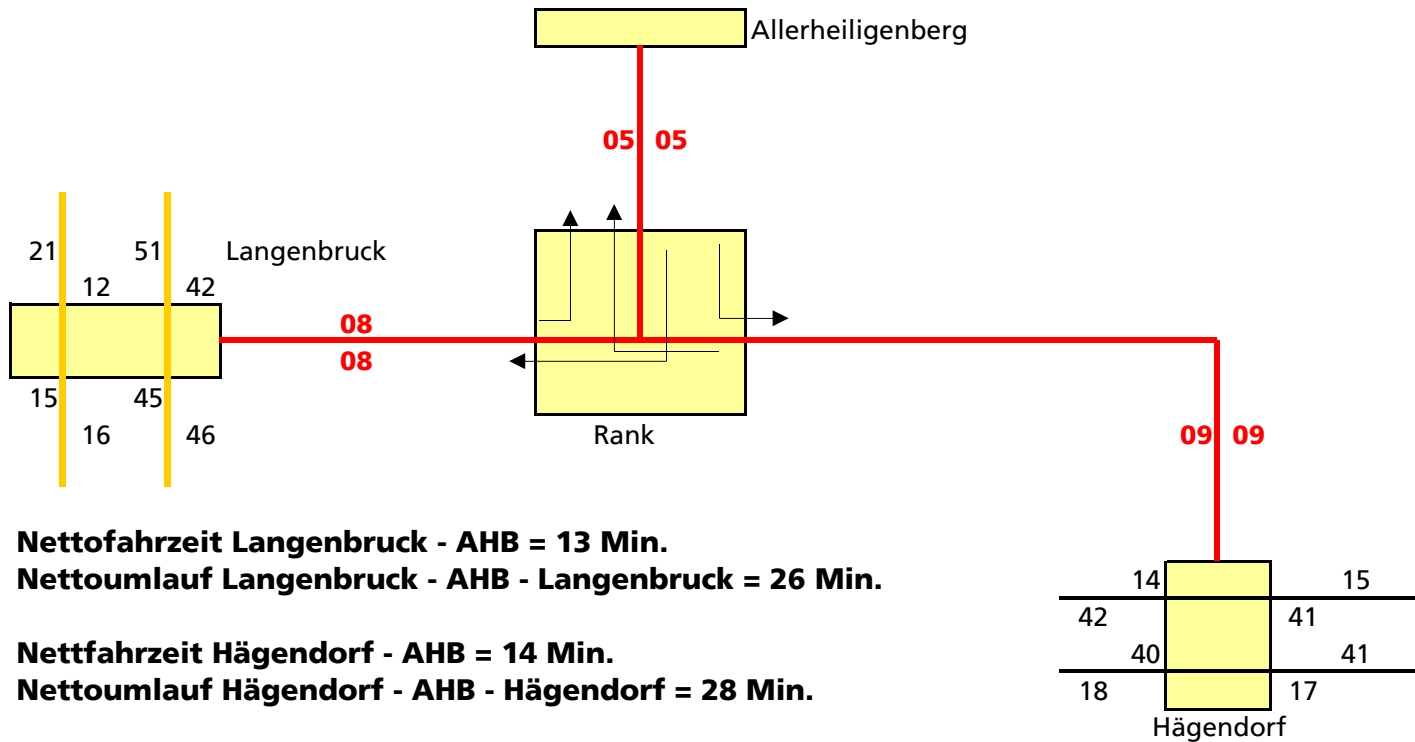 Allerheiligenberg
05 05
21 51 Langenbruck
12 42
08
08
15 45
16 46
Rank
09 09
Nettofahrzeit Langenbruck - AHB = 13 Min.
Nettoumlauf Langenbruck - AHB - Langenbruck = 26 Min.
Nettfahrzeit Hägendorf - AHB = 14 Min.
Nettoumlauf Hägendorf - AHB - Hägendorf = 28 Min.
14 15
42 41
40 41
18 17
Hägendorf